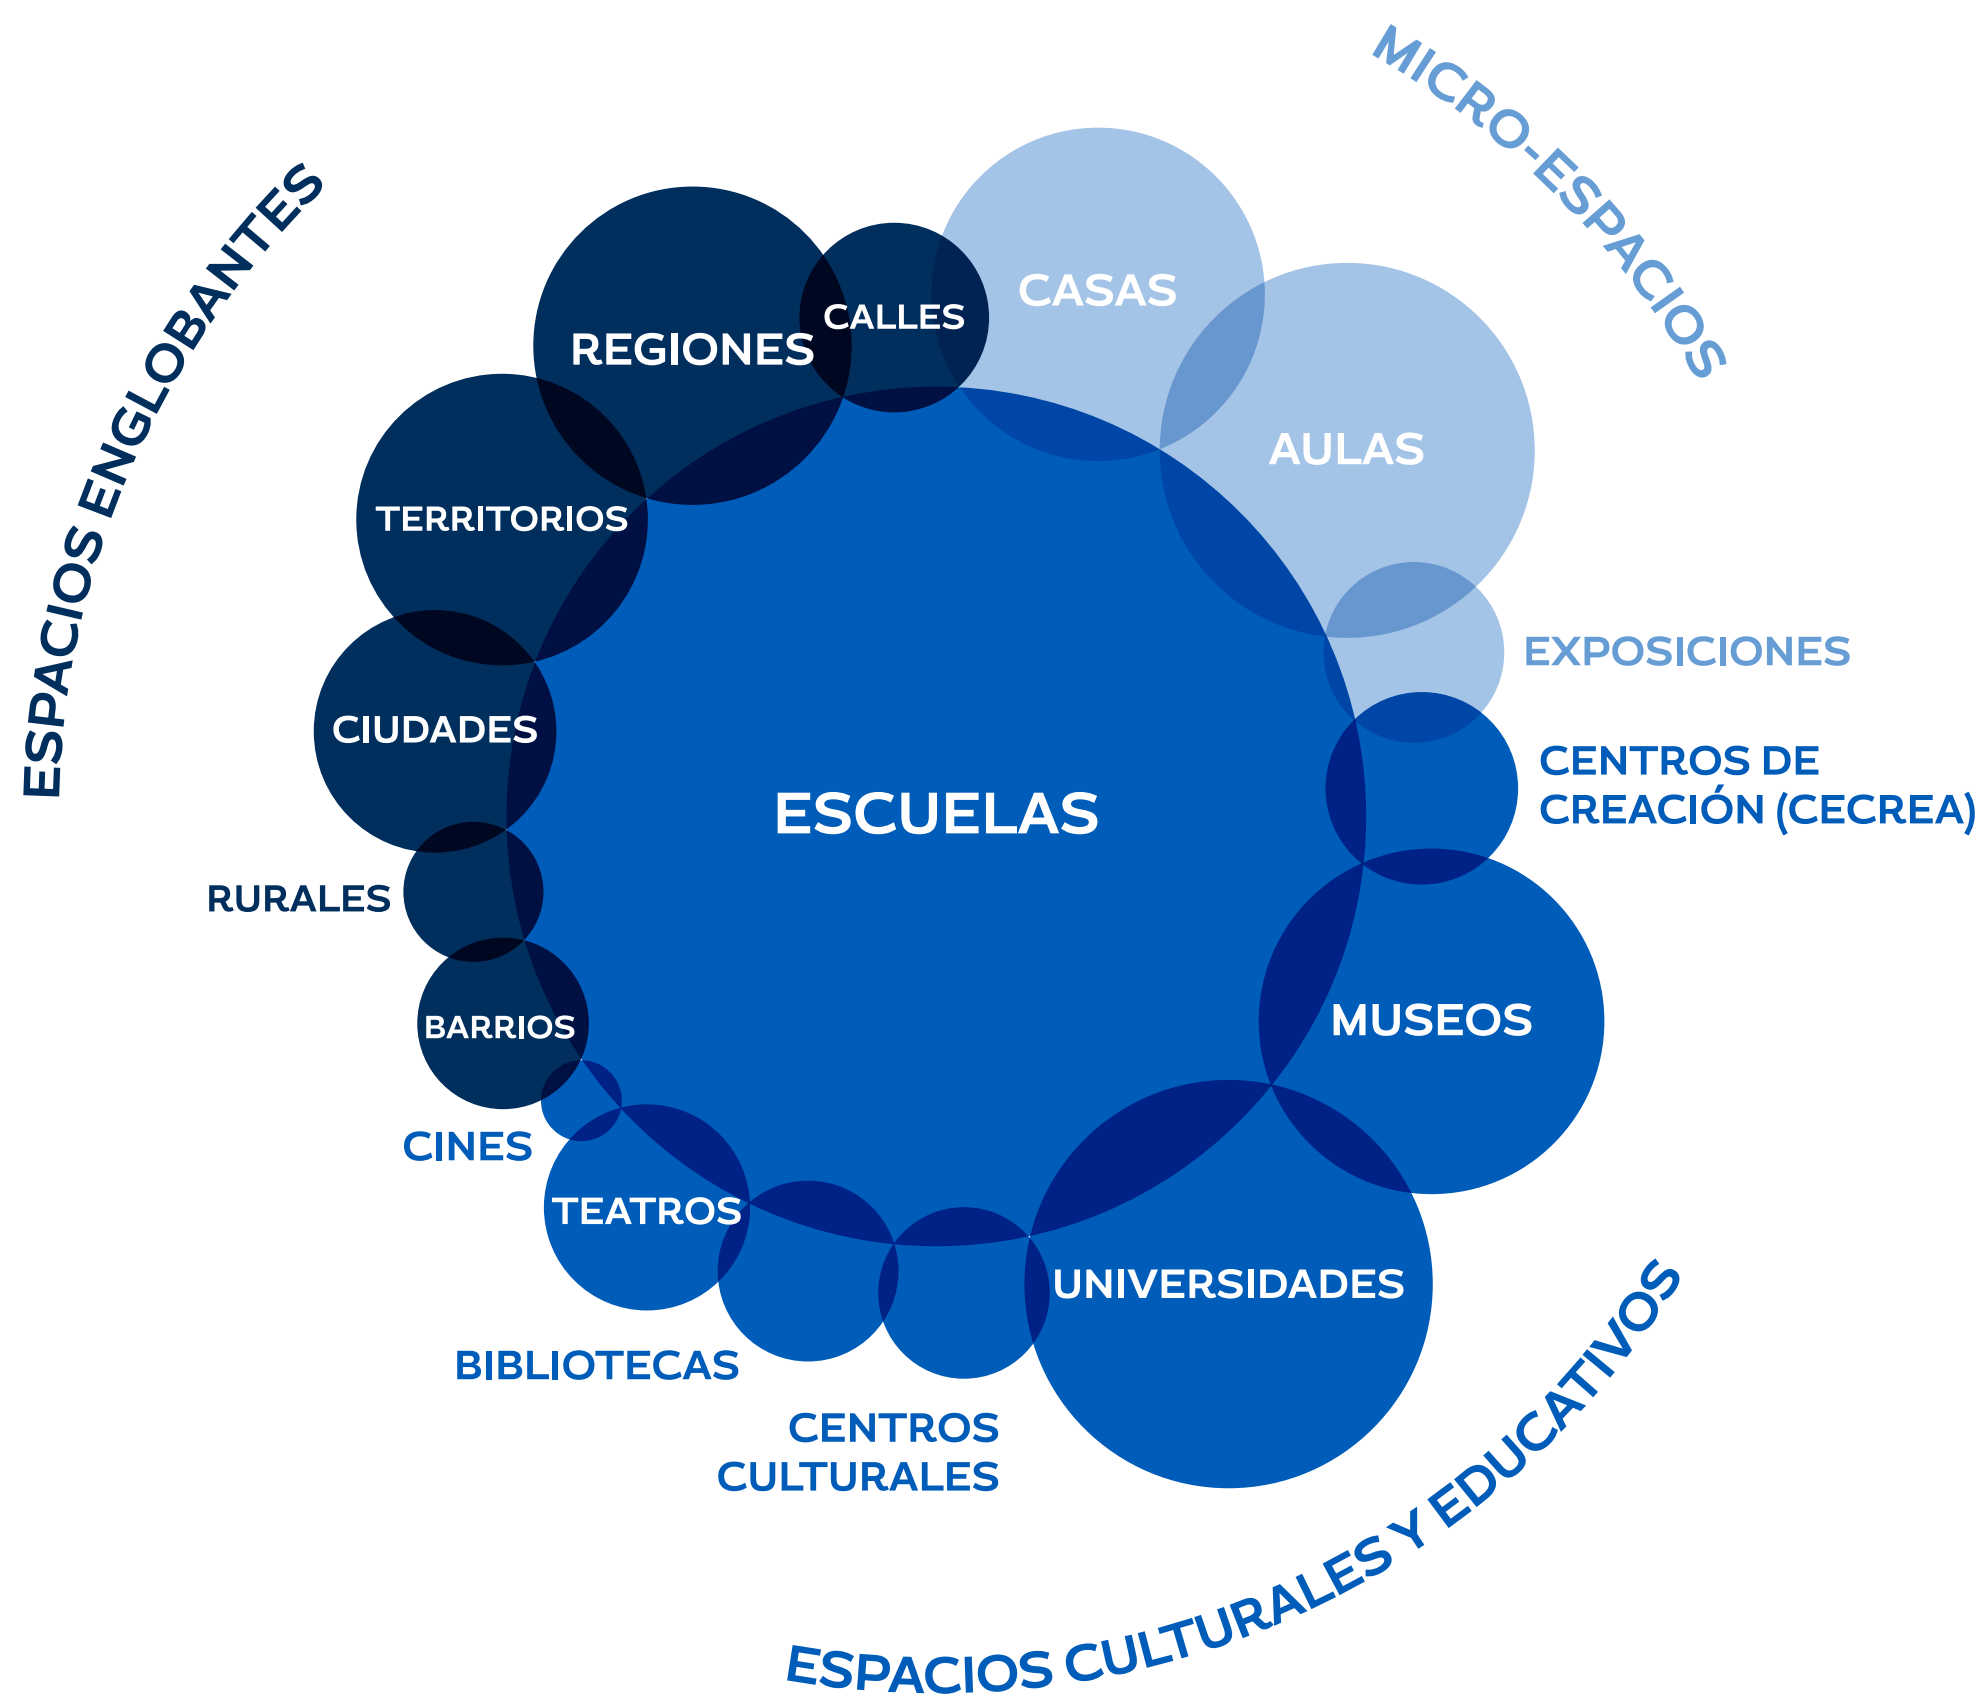 MICRO-ESPACIOS
ESPACIOS ENGLOBANTES
CASAS
CALLES
REGIONES
AULAS
TERRITORIOS
EXPOSICIONES
CIUDADES
CENTROS DE
CREACIÓN (CECREA)
ESCUELAS
RURALES
MUSEOS
BARRIOS
CINES
TEATROS
UNIVERSIDADES
BIBLIOTECAS
CENTROS
CULTURALES
ESPACIOS CULTURALES Y EDUCATIVOS